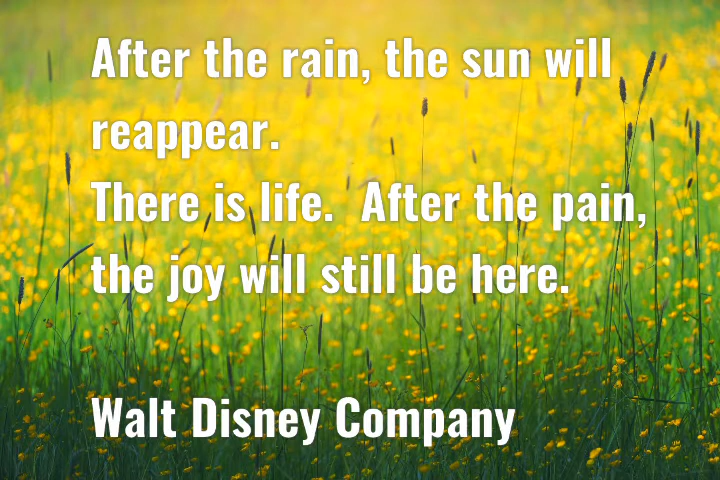 After the rain, the sun will
reappear.
There is life.  After the pain,
the joy will still be here.
Walt Disney Company